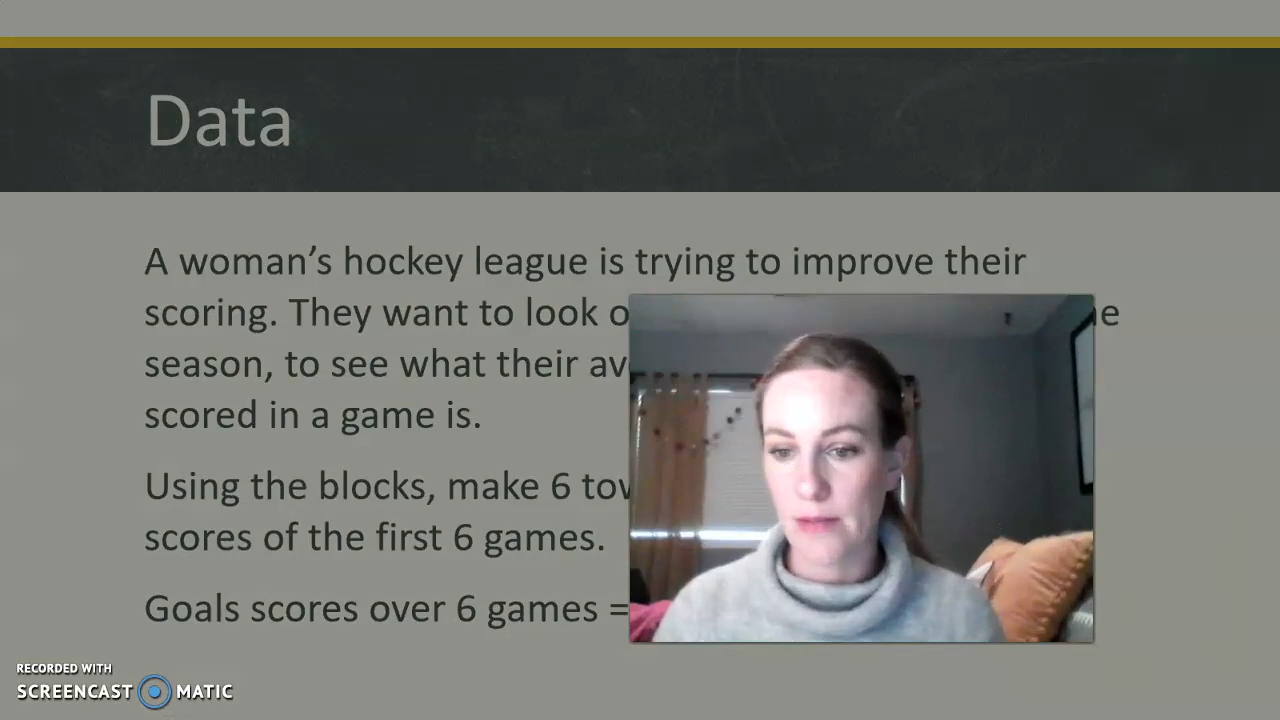 Data
A woman’s hockey league is trying to improve their
scoring. They want to look
season, to see what their
scored in a game is.
Using the blocks, make 6
scores of the first 6 games.
Goals scores over 6 games =
RECORDED WITH
SCREENCAST MATIC